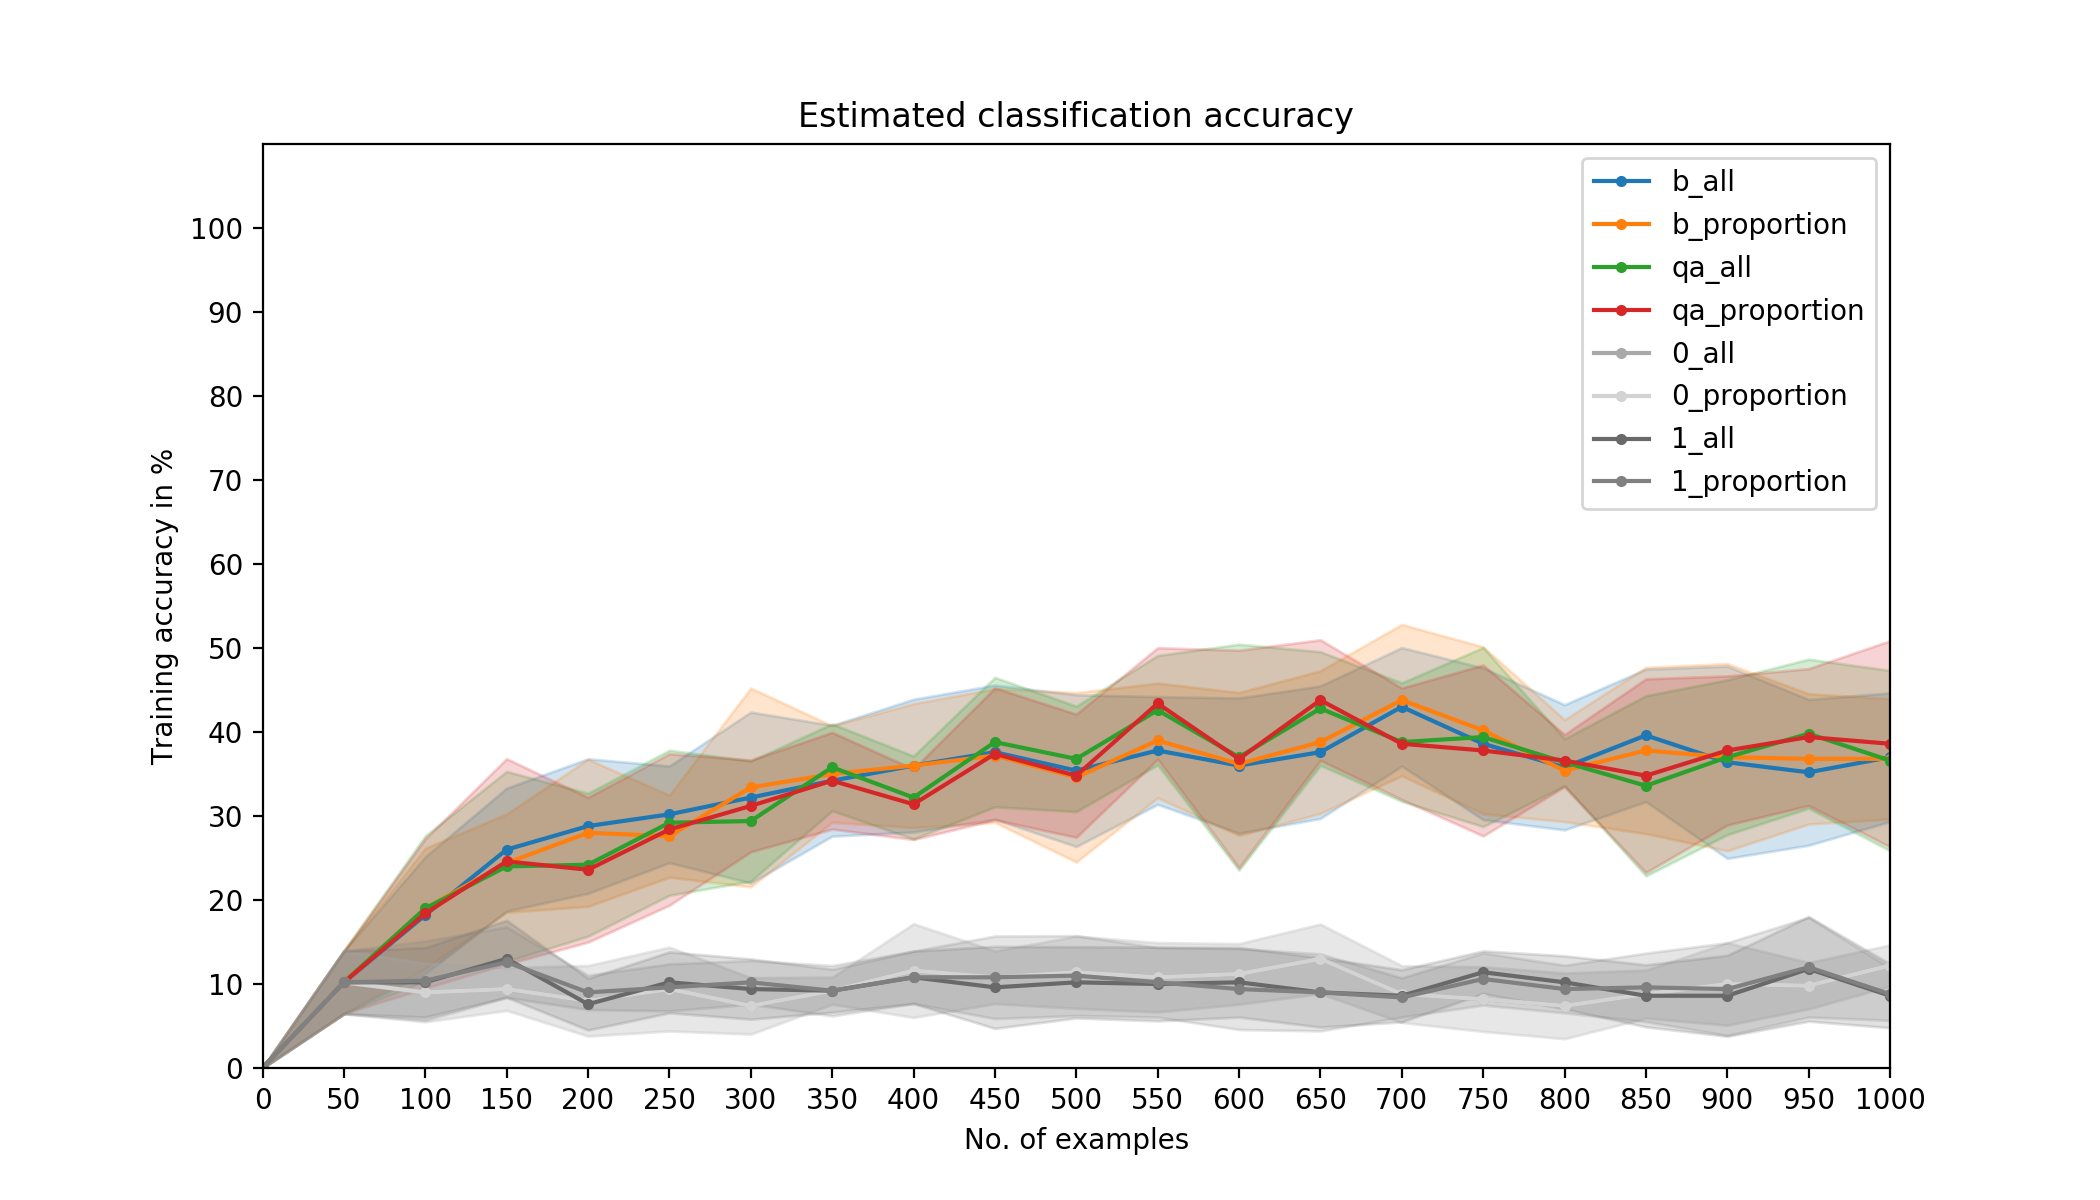 Estimated classification accuracy
b_all
b_proportion
qa_all
qa_proportion
0_all
0_proportion
1_all
1_proportion
Training accuracy in %
100
90
80
70
60
50
40
30
20
10
0
0 50 100 150 200 250 300 350 400 450 500 550 600 650 700 750 800 850 900 950 1000
No. of examples